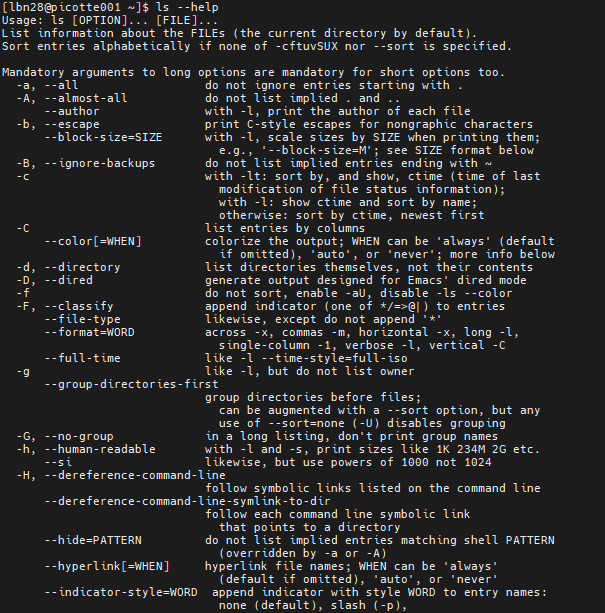 [lbn28@picotte001 ~]$ ls --help
Usage: ls [OPTION]... [FILE]...
List information about the FILEs (the current directory by default).
Sort entries alphabetically if none of -cftuvSUX nor --sort is specified.

Mandatory arguments to long options are mandatory for short options too.
  -a, --all                  do not ignore entries starting with .
  -A, --almost-all           do not list implied . and ..
      --author               with -l, print the author of each file
  -b, --escape               print C-style escapes for nongraphic characters
      --block-size=SIZE      with -l, scale sizes by SIZE when printing them;
                               e.g., '--block-size=M'; see SIZE format below
  -B, --ignore-backups       do not list implied entries ending with ~
  -c                         with -lt: sort by, and show, ctime (time of last
                               modification of file status information);
                               with -l: show ctime and sort by name;
                               otherwise: sort by ctime, newest first
  -C                         list entries by columns
      --color[=WHEN]         colorize the output; WHEN can be 'always' (default
                               if omitted), 'auto', or 'never'; more info below
  -d, --directory            list directories themselves, not their contents
  -D, --dired                generate output designed for Emacs' dired mode
  -f                         do not sort, enable -aU, disable -ls --color
  -F, --classify             append indicator (one of */=>@|) to entries
      --file-type            likewise, except do not append '*'
      --format=WORD          across -x, commas -m, horizontal -x, long -l,
                               single-column -1, verbose -l, vertical -C
      --full-time            like -l --time-style=full-iso
  -g                         like -l, but do not list owner
      --group-directories-first
                             group directories before files;
                               can be augmented with a --sort option, but any
                               use of --sort=none (-U) disables grouping
  -G, --no-group             in a long listing, don't print group names
  -h, --human-readable       with -l and -s, print sizes like 1K 234M 2G etc.
      --si                   likewise, but use powers of 1000 not 1024
  -H, --dereference-command-line
                             follow symbolic links listed on the command line
      --dereference-command-line-symlink-to-dir
                             follow each command line symbolic link
                               that points to a directory
      --hide=PATTERN         do not list implied entries matching shell PATTERN
                               (overridden by -a or -A)
      --hyperlink[=WHEN]     hyperlink file names; WHEN can be 'always'
                               (default if omitted), 'auto', or 'never'
      --indicator-style=WORD  append indicator with style WORD to entry names:
                               none (default), slash (-p),